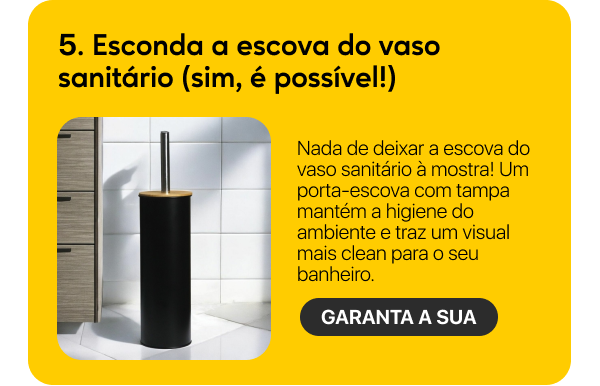 5. Esconda a escova do vaso
sanitário (sim, é possível!)
Nada de deixar a escova do
vaso sanitário à mostra! Um
porta-escova com tampa
mantém a higiene do
ambiente e traz um visual
mais clean para o seu
banheiro.
GARANTA A SUA